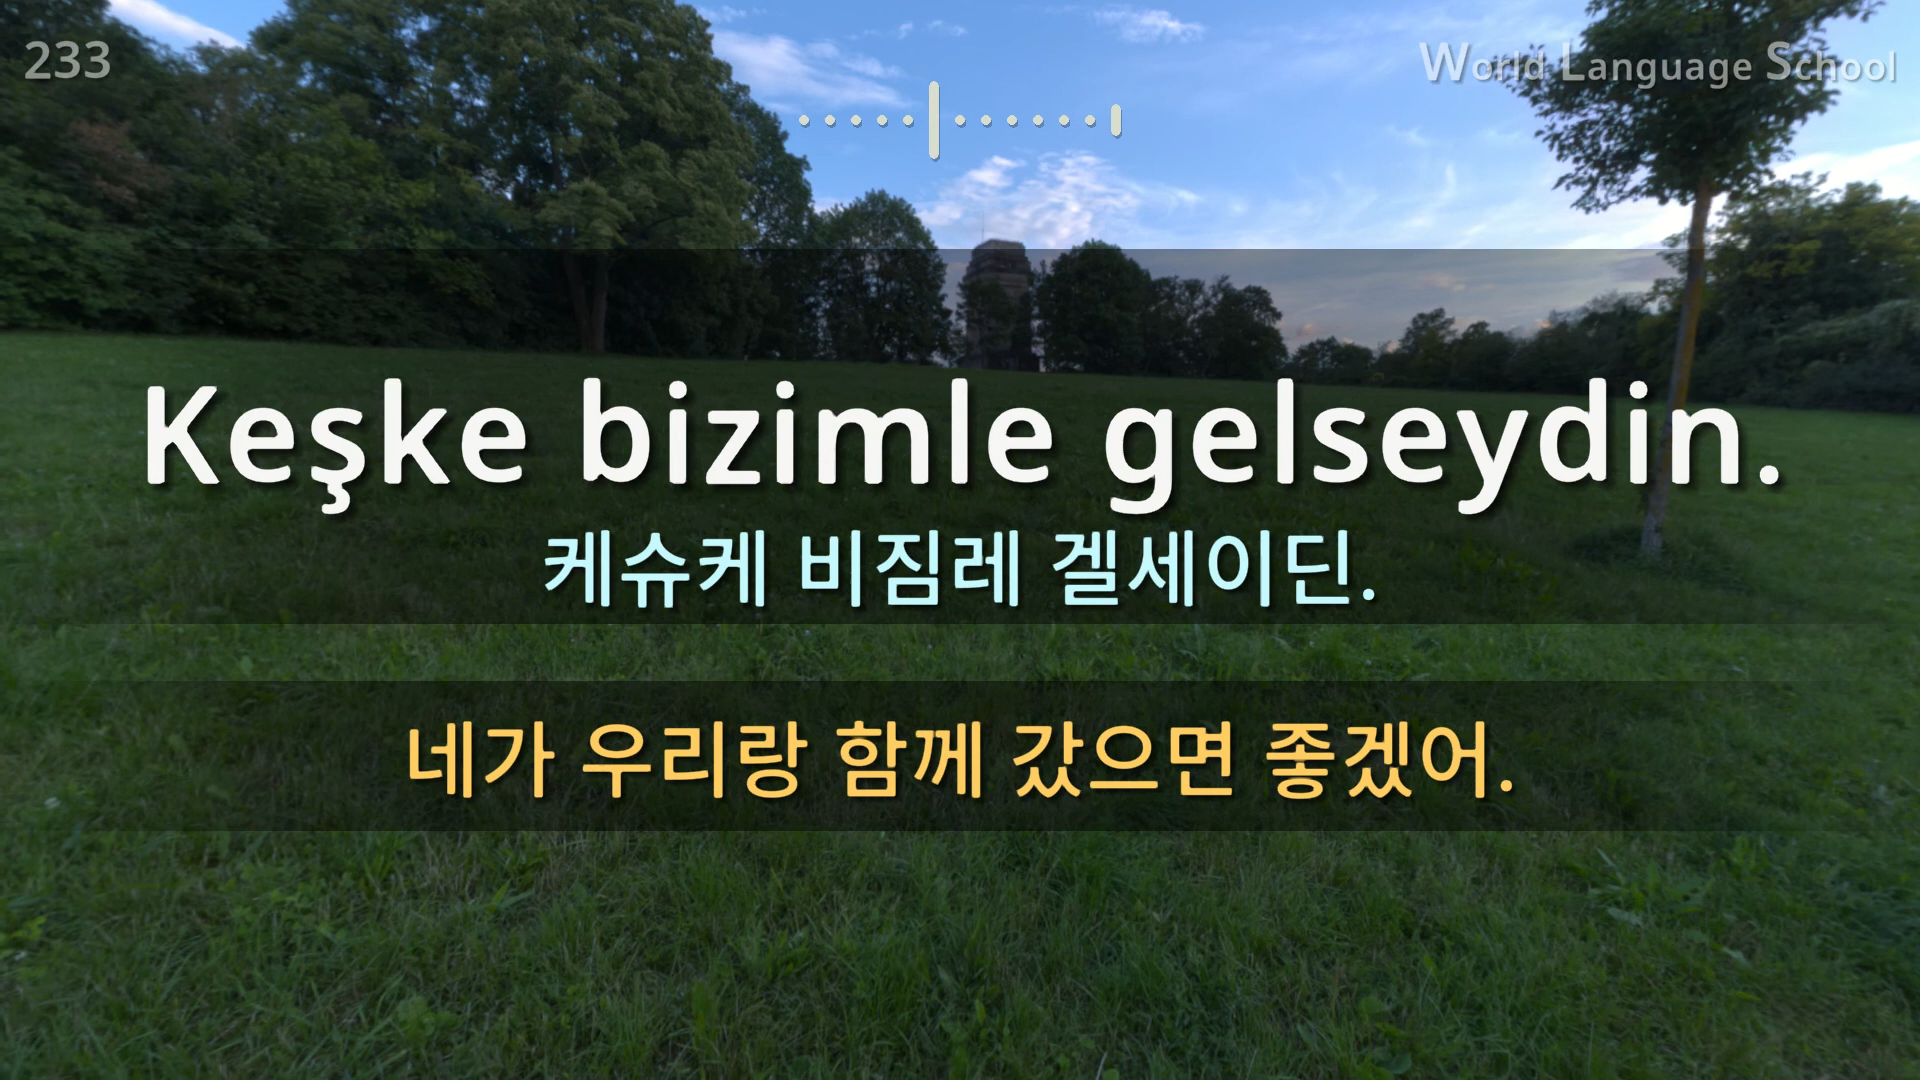 233
World Language School
Keşke bizimle gelseydin.
케슈케 비짐레 겔세이딘.
네가 우리랑 함께 갔으면 좋겠어.